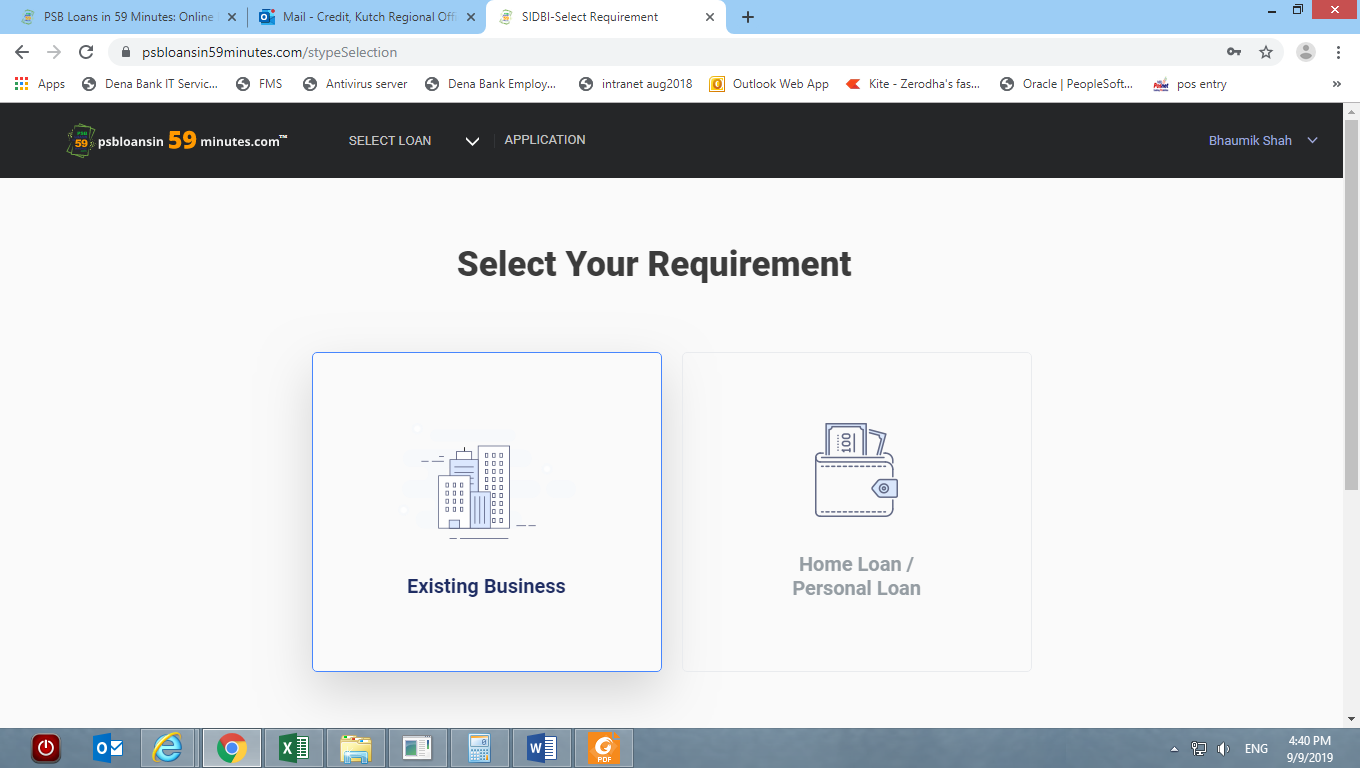 PSB Loans in 59 Minutes: Online
Mail - Credit, Kutch Regional Offi
SIDBI-Select Requirement
psbloansin59minutes.com/stypeSelection
Apps
Dena Bank IT Servic...
FMS
Antivirus server
Dena Bank Employ...
intranet aug2018
Outlook Web App
Kite - Zerodha's fas...
Oracle | PeopleSoft...
pos entry
»
psbloansin 59 minutes.com™
SELECT LOAN
APPLICATION
Bhaumik Shah
Select Your Requirement
100
Existing Business
Home Loan /
Personal Loan
ENG
4:40 PM
9/9/2019